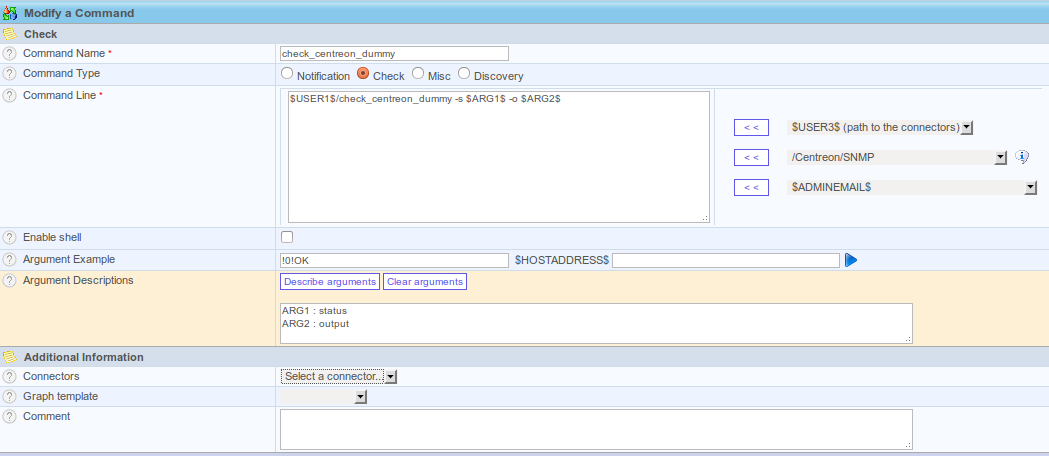 Modify a Command
Check
? Command Name * check_centreon_dummy
? Command Type Notification Check Misc Discovery
? Command Line * $USER1$/check_centreon_dummy -s $ARG1$ -o $ARG2$
< < $USER3$ (path to the connectors)
< < /Centreon/SNMP
< < $ADMINEMAIL$
? Enable shell
? Argument Example !0!OK $HOSTADDRESS$
? Argument Descriptions Describe arguments Clear arguments
ARG1 : status
ARG2 : output
Additional Information
? Connectors Select a connector...
? Graph template
? Comment